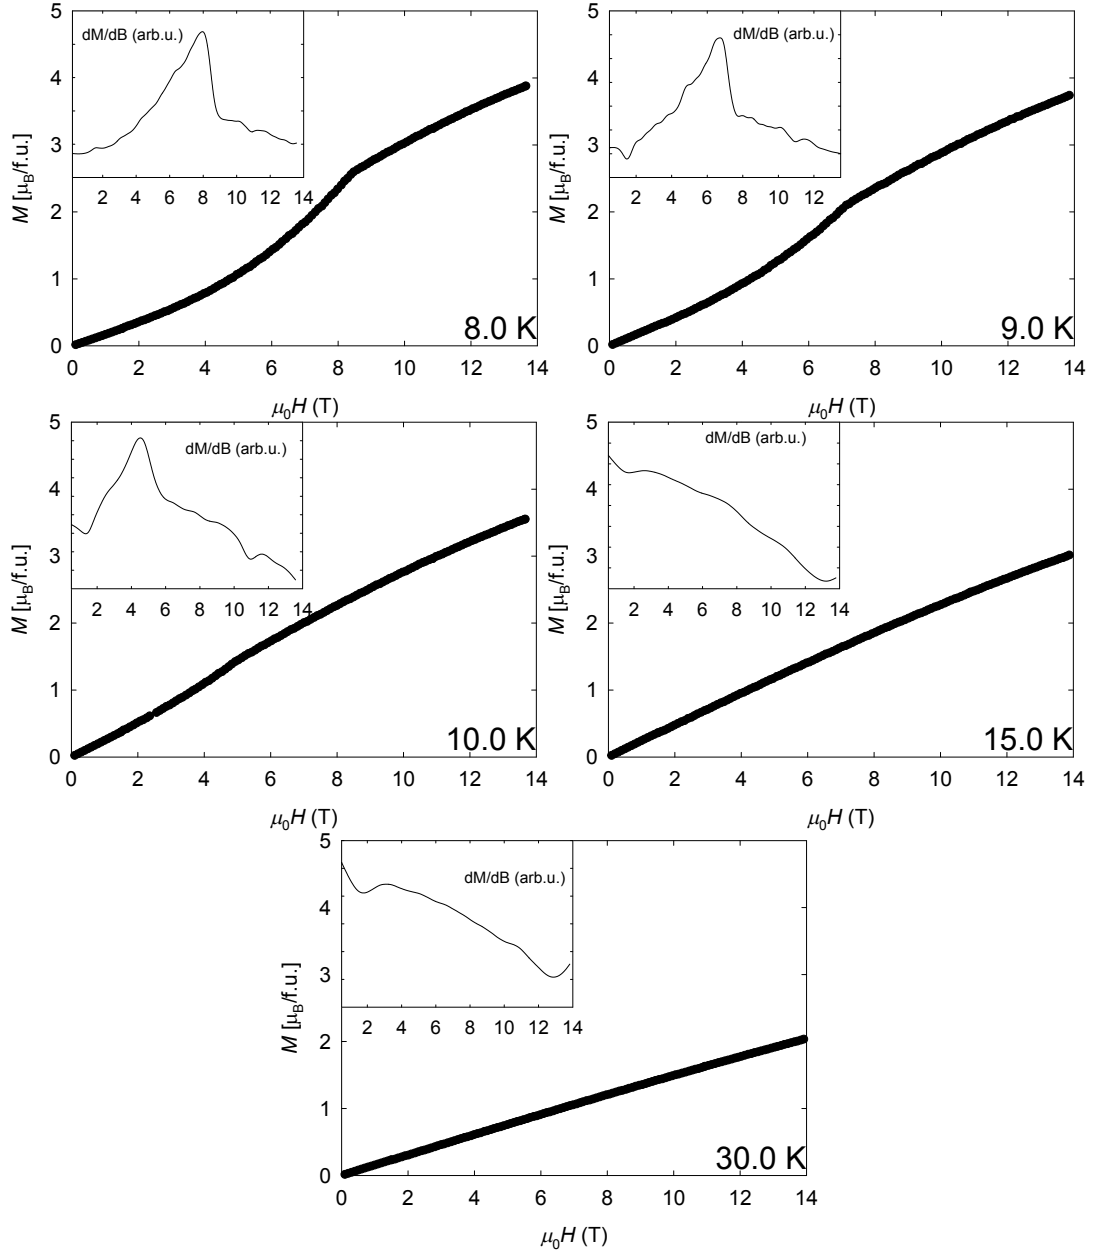 5
4
3
2
1
0
M [μB/f.u.]
dM/dB (arb.u.)
2 4 6 8 10 12 14
8.0 K
0 2 4 6 8 10 12 14
μ0H (T)
5
4
3
2
1
0
M [μB/f.u.]
dM/dB (arb.u.)
2 4 6 8 10 12
9.0 K
0 2 4 6 8 10 12 14
μ0H (T)
5
4
3
2
1
0
M [μB/f.u.]
dM/dB (arb.u.)
2 4 6 8 10 12 14
10.0 K
0 2 4 6 8 10 12 14
μ0H (T)
5
4
3
2
1
0
M [μB/f.u.]
dM/dB (arb.u.)
2 4 6 8 10 12 14
15.0 K
0 2 4 6 8 10 12 14
μ0H (T)
5
4
3
2
1
0
M [μB/f.u.]
dM/dB (arb.u.)
2 4 6 8 10 12 14
30.0 K
0 2 4 6 8 10 12 14
μ0H (T)